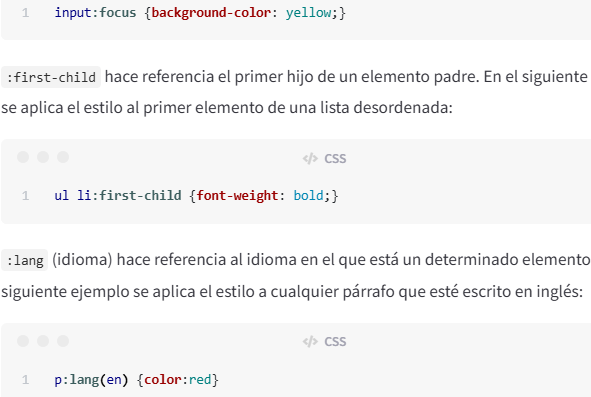 1 input:focus {background-color: yellow;}
:first-child hace referencia el primer hijo de un elemento padre. En el siguiente
se aplica el estilo al primer elemento de una lista desordenada:
</> CSS
1 ul li:first-child {font-weight: bold;}
:lang (idioma) hace referencia al idioma en el que está un determinado elemento
siguiente ejemplo se aplica el estilo a cualquier párrafo que esté escrito en inglés:
</> CSS
1 p:lang(en) {color:red}